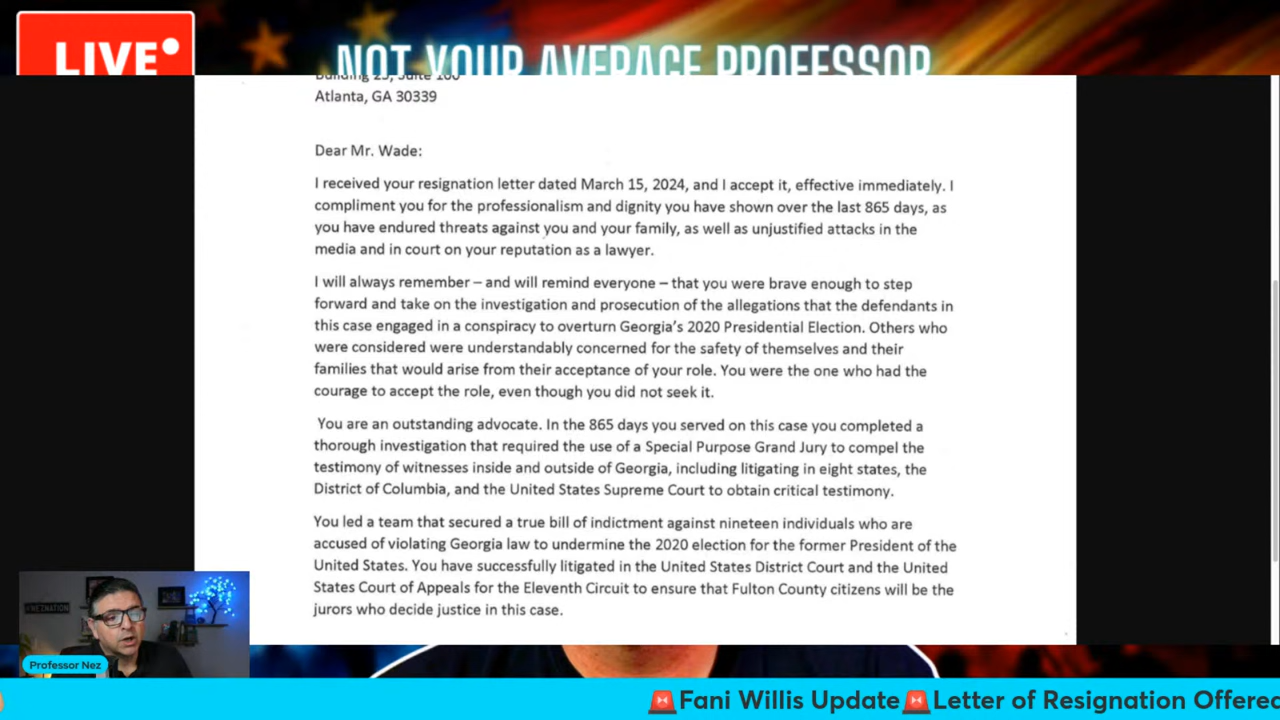 LIVE
NOT YOUR AVERAGE PROFESSOR
Building 25, Suite 100
Atlanta, GA 30339
Dear Mr. Wade:
I received your resignation letter dated March 15, 2024, and I accept it, effective immediately. I
compliment you for the professionalism and dignity you have shown over the last 865 days, as
you have endured threats against you and your family, as well as unjustified attacks in the
media and in court on your reputation as a lawyer.
I will always remember – and will remind everyone – that you were brave enough to step
forward and take on the investigation and prosecution of the allegations that the defendants in
this case engaged in a conspiracy to overturn Georgia's 2020 Presidential Election. Others who
were considered were understandably concerned for the safety of themselves and their
families that would arise from their acceptance of your role. You were the one who had the
courage to accept the role, even though you did not seek it.
You are an outstanding advocate. In the 865 days you served on this case you completed a
thorough investigation that required the use of a Special Purpose Grand Jury to compel the
testimony of witnesses inside and outside of Georgia, including litigating in eight states, the
District of Columbia, and the United States Supreme Court to obtain critical testimony.
You led a team that secured a true bill of indictment against nineteen individuals who are
accused of violating Georgia law to undermine the 2020 election for the former President of the
United States. You have successfully litigated in the United States District Court and the United
States Court of Appeals for the Eleventh Circuit to ensure that Fulton County citizens will be the
jurors who decide justice in this case.
#NEZNATION
Professor Nez
🚨Fani Willis Update🚨Letter of Resignation Offered